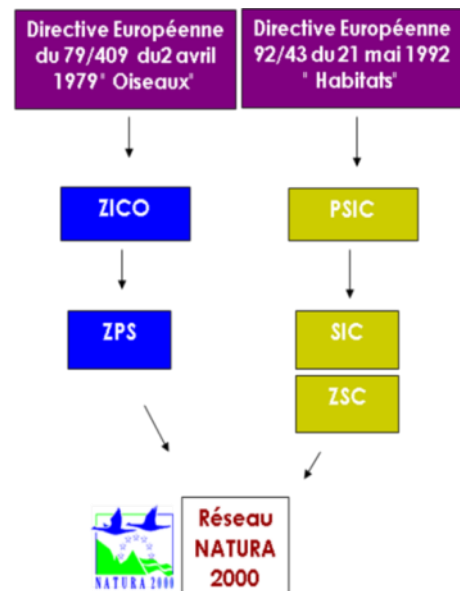 Directive Européenne
du 79/409 du2 avril
1979" Oiseaux"
Directive Européenne
92/43 du 21 mai 1992
" Habitats"
ZICO
PSIC
ZPS
SIC
ZSC
NATURA 2000
Réseau
NATURA
2000